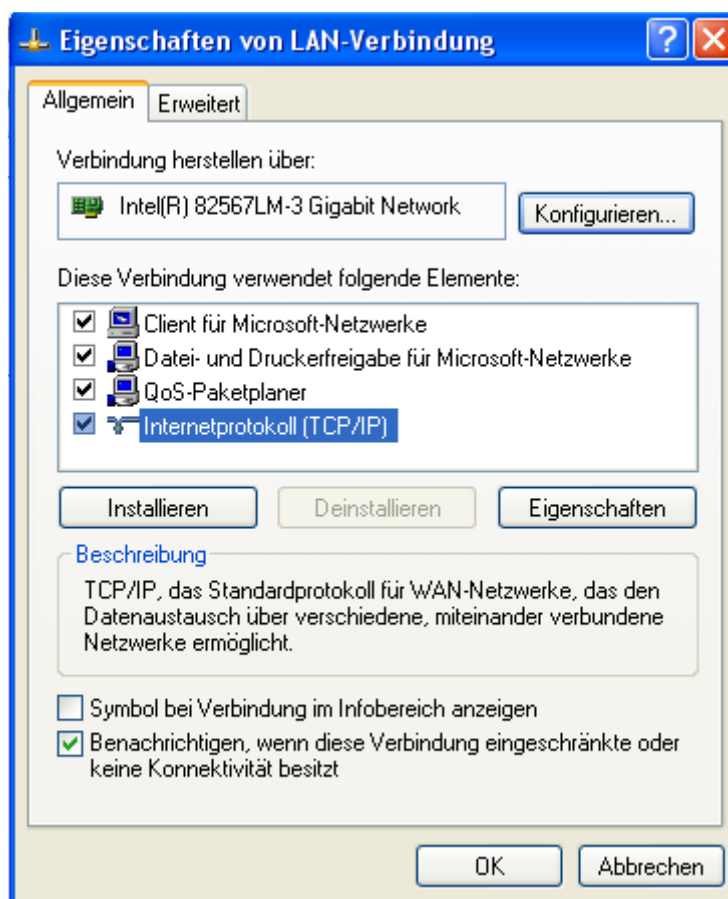 Eigenschaften von LAN-Verbindung
Allgemein
Erweitert
Verbindung herstellen über:
Intel(R) 82567LM-3 Gigabit Network
Konfigurieren...
Diese Verbindung verwendet folgende Elemente:
Client für Microsoft-Netzwerke
Datei- und Druckerfreigabe für Microsoft-Netzwerke
QoS-Paketplaner
Internetprotokoll (TCP/IP)
Installieren
Deinstallieren
Eigenschaften
Beschreibung
TCP/IP, das Standardprotokoll für WAN-Netzwerke, das den
Datenaustausch über verschiedene, miteinander verbundene
Netzwerke ermöglicht.
Symbol bei Verbindung im Infobereich anzeigen
Benachrichtigen, wenn diese Verbindung eingeschränkte oder
keine Konnektivität besitzt
OK
Abbrechen